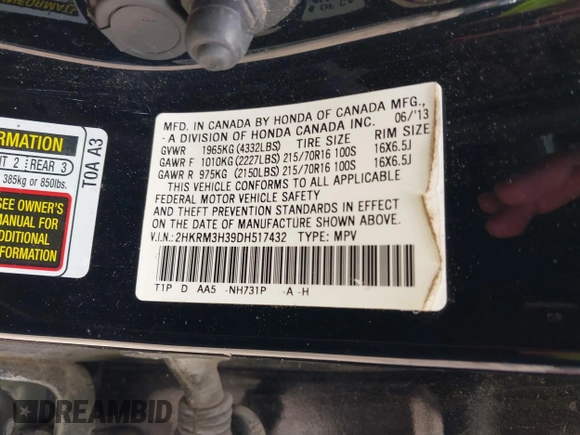 MFD. IN CANADA BY HONDA OF CANADA MFG.,
A DIVISION OF HONDA CANADA INC. 06/'13
GVWR 1965KG (4332LBS) TIRE SIZE RIM SIZE
GAWR F 1010KG (2227LBS) 215/70R16 100S 16X6.5J
GAWR R 975KG (2150LBS) 215/70R16 100S 16X6.5J
THIS VEHICLE CONFORMS TO ALL APPLICABLE
FEDERAL MOTOR VEHICLE SAFETY
AND THEFT PREVENTION STANDARDS IN EFFECT
ON THE DATE OF MANUFACTURE SHOWN ABOVE.
V.I.N.: 2HKRM3H39DH517432 TYPE: MPV
T1P D AA5 -NH731P -A -H
2 REAR 3
385kg or 850lbs.
SEE OWNER'S
MANUAL FOR
ADDITIONAL
T0A A3
DREAMBID